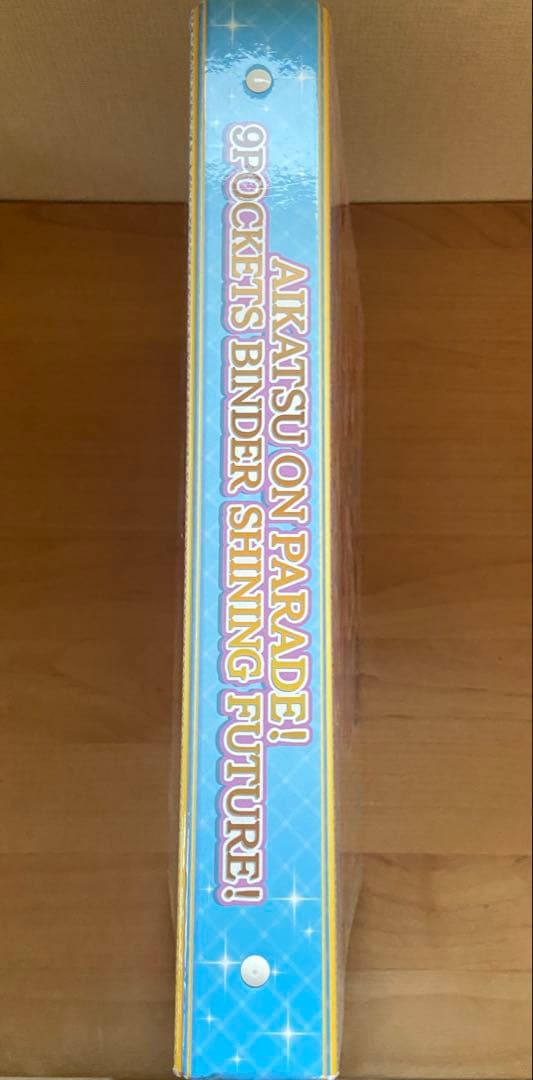 AIKATSU ON PARADE!
9POCKETS BINDER SHINING FUTURE!